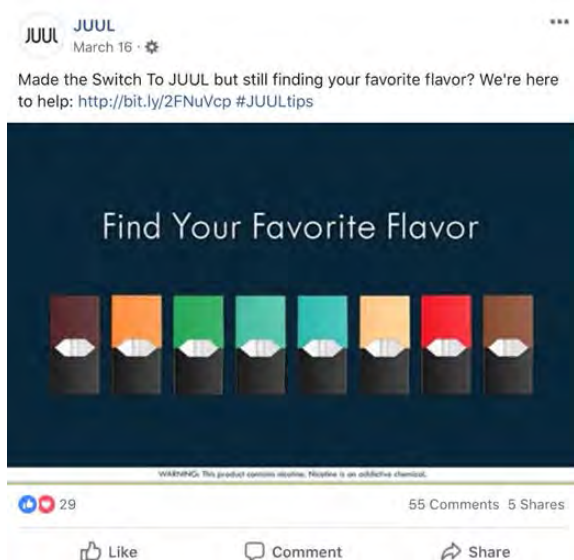 JUUL
JUUL
March 16 ·
Made the Switch To JUUL but still finding your favorite flavor? We're here
to help: http://bit.ly/2FNuVcp #JUULtips
Find Your Favorite Flavor
WARNING: This product contains nicotine. Nicotine is an addictive chemical.
29
55 Comments 5 Shares
Like
Comment
Share